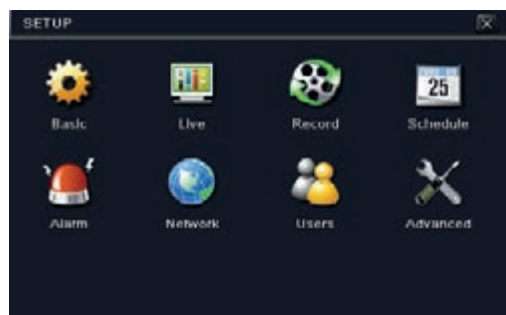 SETUP
Basic Live Record 25 Schedule
Alarm Network Users Advanced